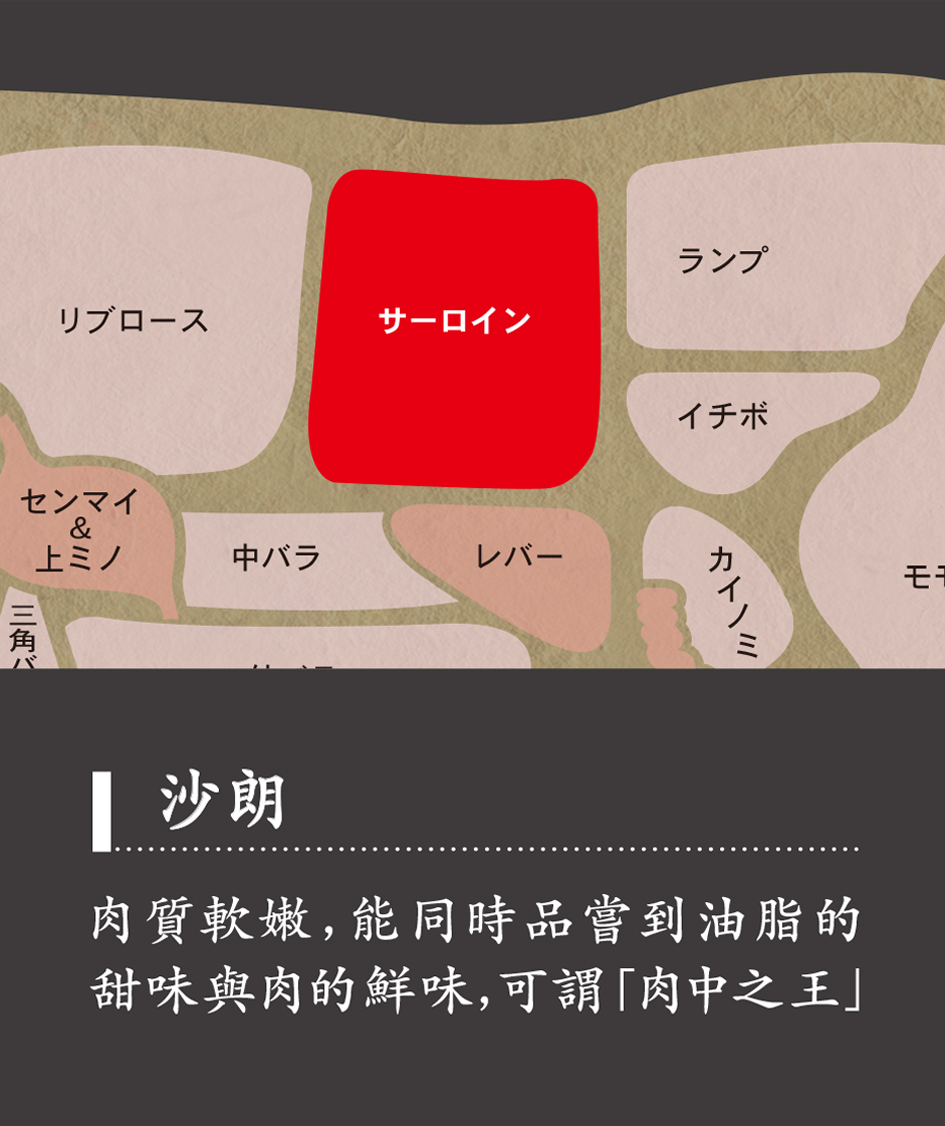 ランプ
リブロース
サーロイン
イチボ
センマイ
&
上ミノ
中バラ
レバー
カイノミ
三角バ
沙朗
肉質軟嫩,能同時品嘗到油脂的
甜味與肉的鮮味,可謂「肉中之王」